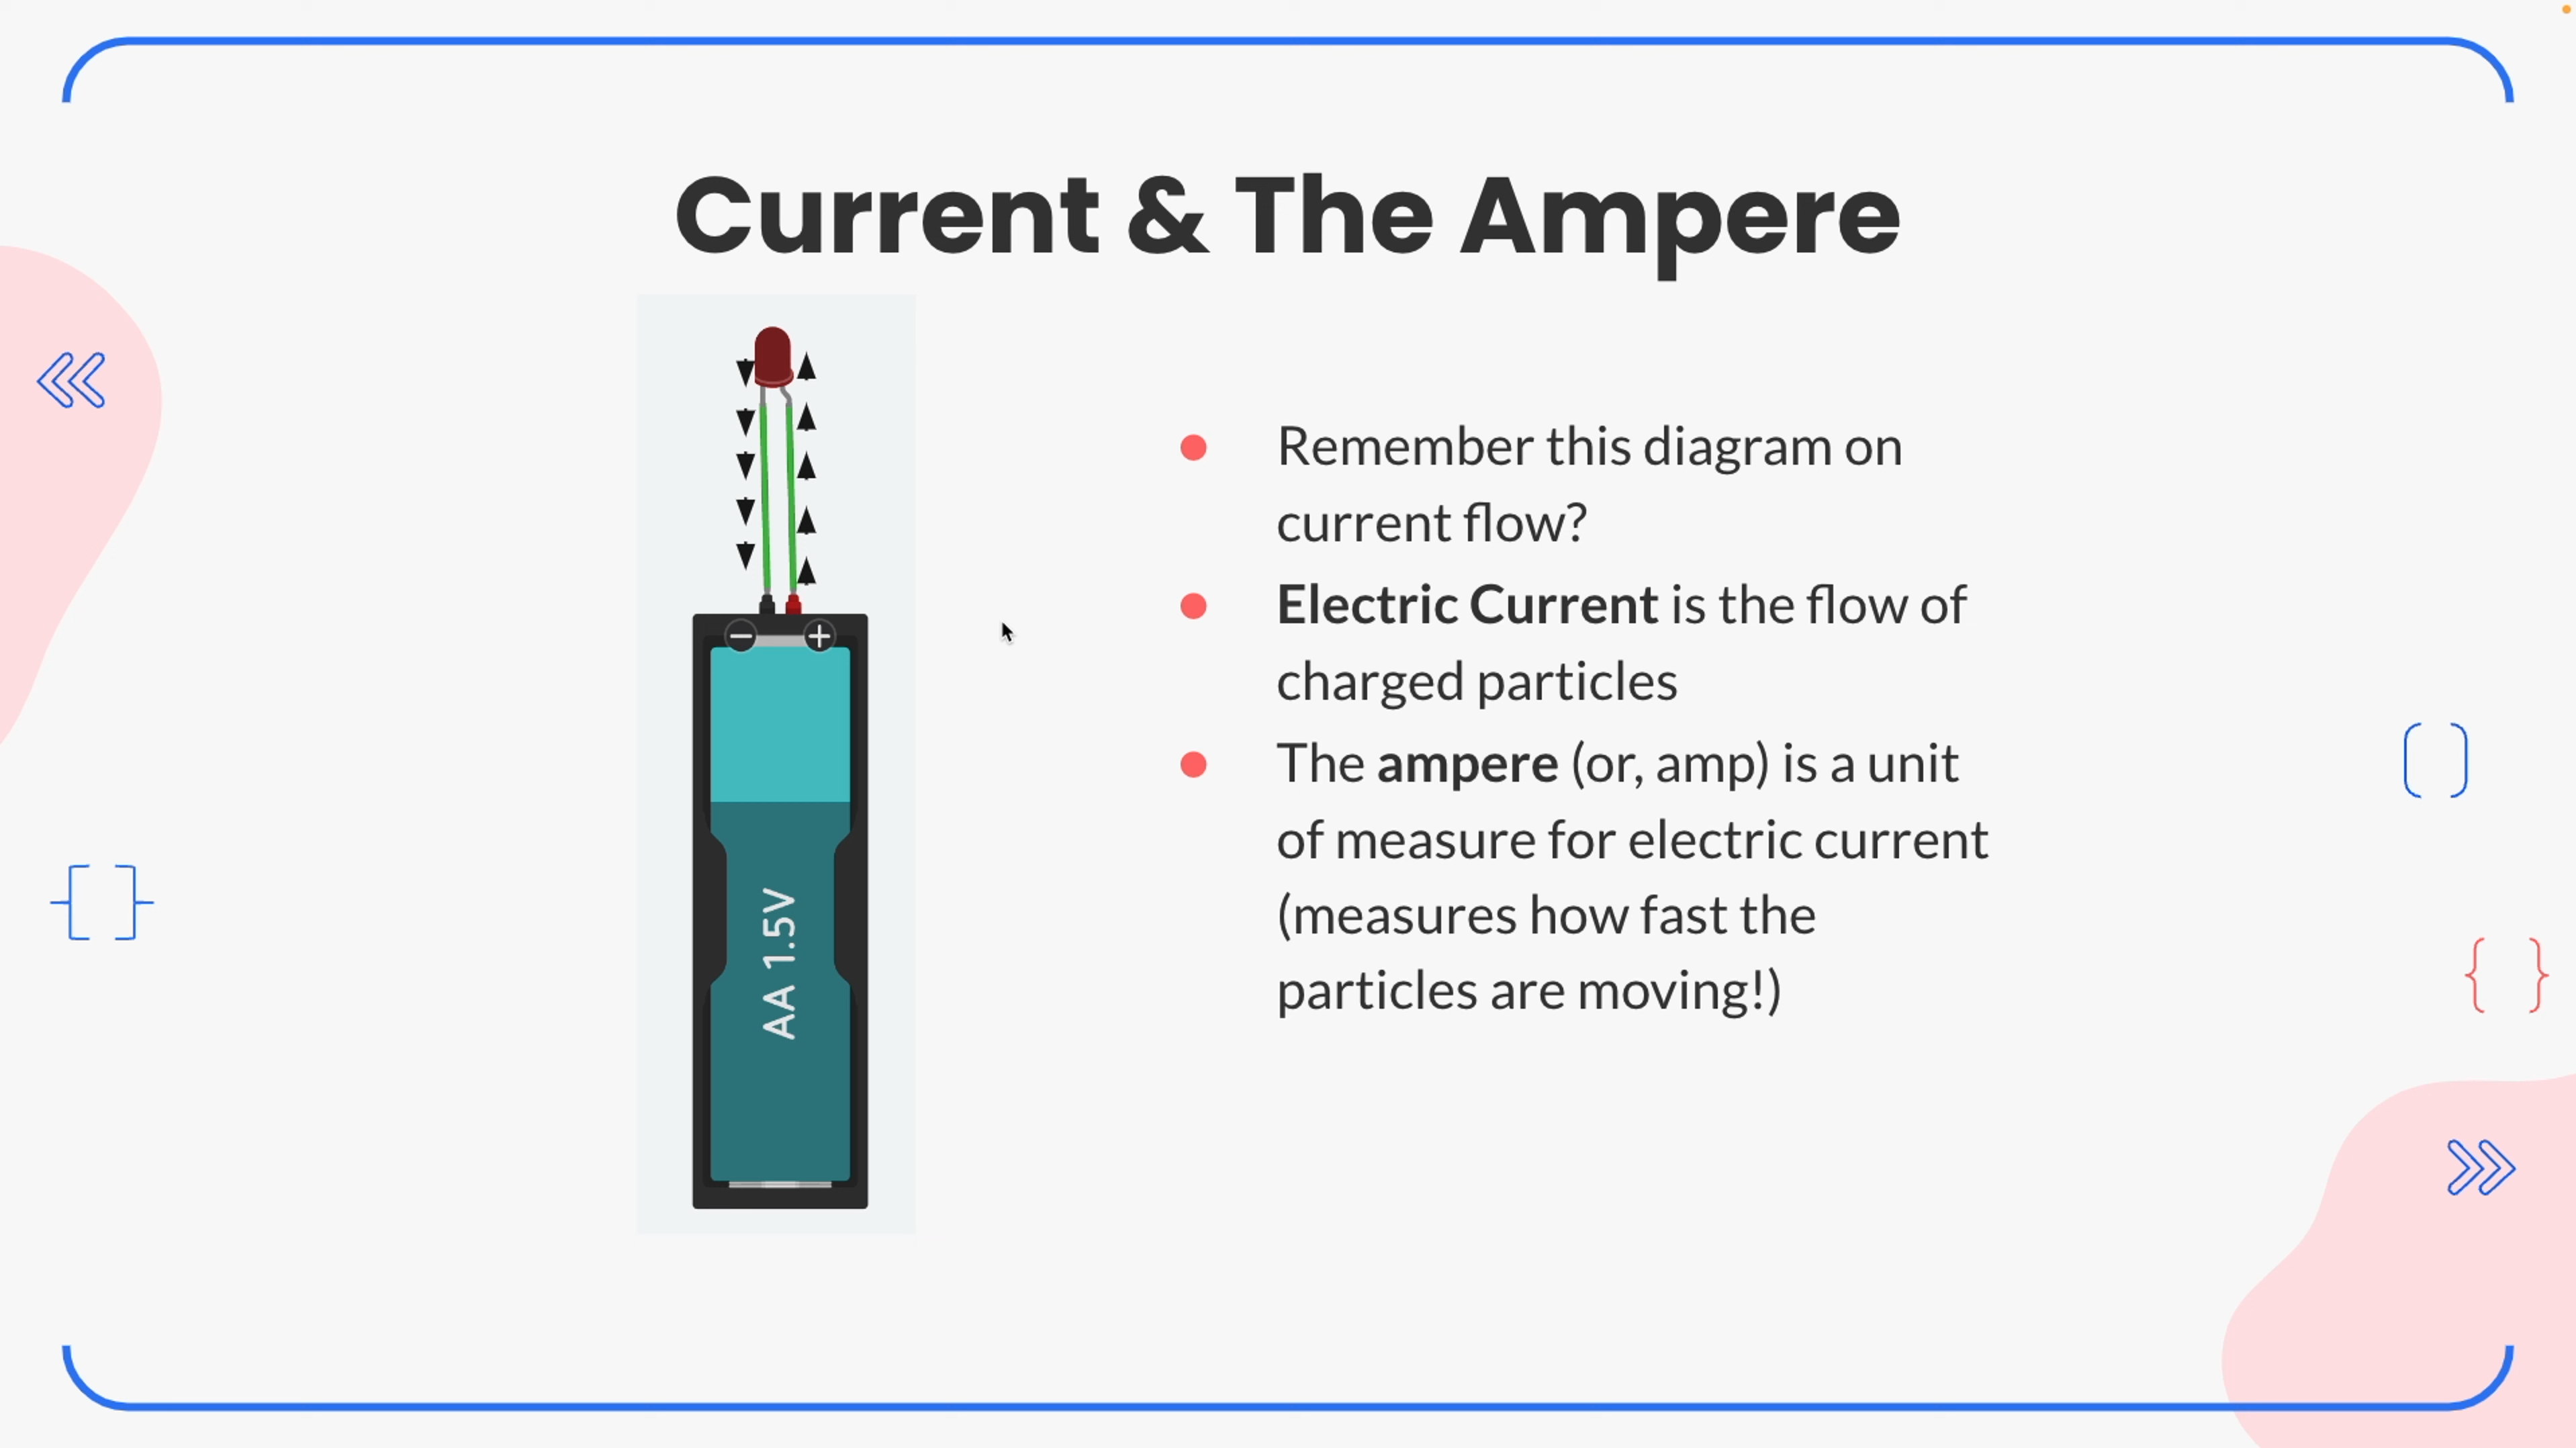 Current & The Ampere
Remember this diagram on
current flow?
Electric Current is the flow of
charged particles
The ampere (or, amp) is a unit
of measure for electric current
(measures how fast the
particles are moving!)
AA 1.5V